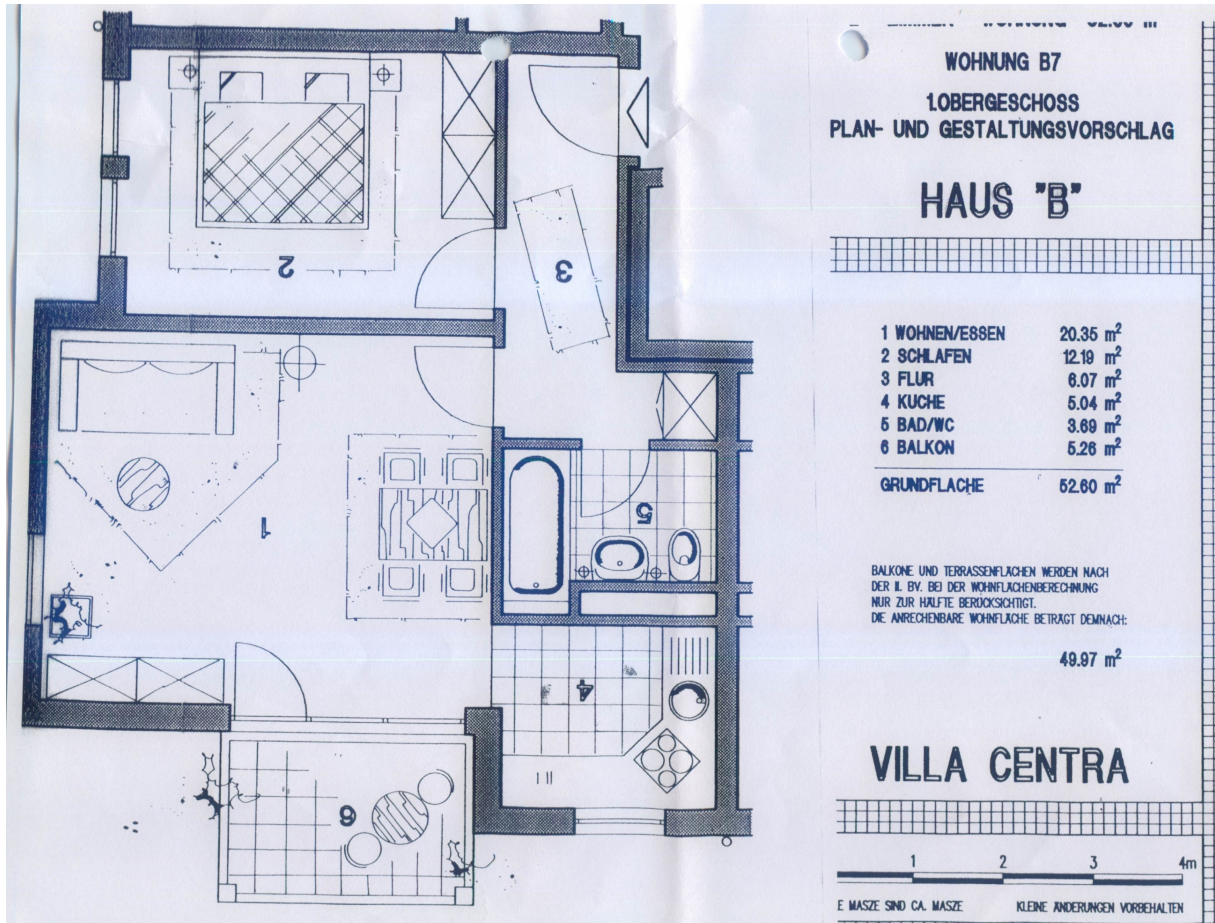 ZIMMER - WOHNUNG 52.60 m
WOHNUNG B7
1.OBERGESCHOSS
PLAN- UND GESTALTUNGSVORSCHLAG
HAUS "B"
1 WOHNEN/ESSEN 20.35 m²
2 SCHLAFEN 12.19 m²
3 FLUR 6.07 m²
4 KUCHE 5.04 m²
5 BAD/WC 3.69 m²
6 BALKON 5.26 m²
GRUNDFLACHE 52.60 m²
BALKONE UND TERRASSENFLÄCHEN WERDEN NACH
DER II. BV. BEI DER WOHNFLÄCHENBERECHNUNG
NUR ZUR HÄLFTE BERÜCKSICHTIGT.
DIE ANRECHENBARE WOHNFLÄCHE BETRÄGT DEMNACH:
49.97 m²
VILLA CENTRA
1 2 3 4m
E MASZE SIND CA. MASZE KLEINE ÄNDERUNGEN VORBEHALTEN
2
3
1
5
4
6